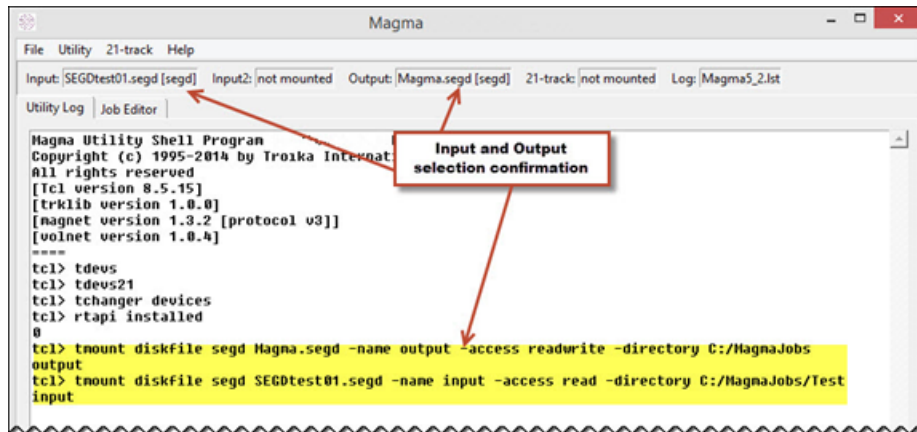 Magma
File Utility 21-track Help
Input: SEGDtest01.segd [segd] Input2: not mounted Output: Magma.segd [segd] 21-track: not mounted Log: Magma5_2.lst
Utility Log Job Editor
Magma Utility Shell Program
Copyright (c) 1995-2014 by Troika Internati
All rights reserved
[Tcl version 8.5.15]
[trklib version 1.0.0]
[magnet version 1.3.2 [protocol v3]]
[volnet version 1.0.4]
====
tcl> tdevs
tcl> tdevs21
tcl> tchanger devices
tcl> rtapi installed
0
tcl> tmount diskfile segd Magma.segd -name output -access readwrite -directory C:/MagmaJobs
output
tcl> tmount diskfile segd SEGDtest01.segd -name input -access read -directory C:/MagmaJobs/Test
input
Input and Output
selection confirmation